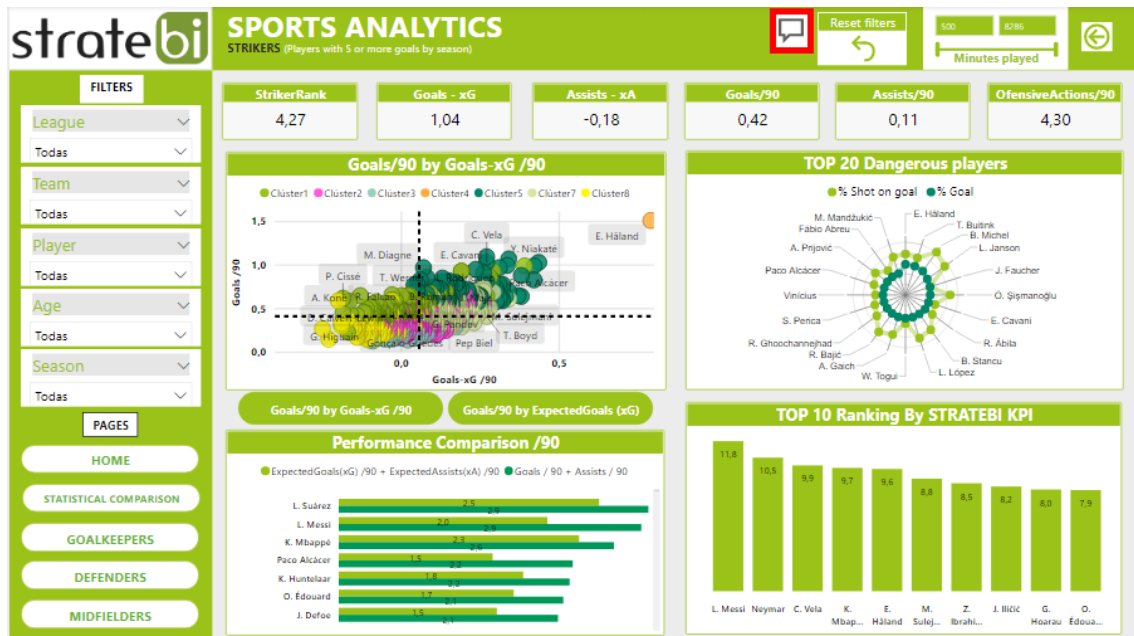 stratebi
SPORTS ANALYTICS
STRIKERS (Players with 5 or more goals by season)
Reset filters
500
8286
Minutes played
FILTERS
League
Todas
Team
Todas
Player
Todas
Age
Todas
Season
Todas
PAGES
HOME
STATISTICAL COMPARISON
GOALKEEPERS
DEFENDERS
MIDFIELDERS
StrikerRank
4,27
Goals - xG
1,04
Assists - xA
-0,18
Goals/90
0,42
Assists/90
0,11
OfensiveActions/90
4,30
Goals/90 by Goals-xG /90
Clúster1 Clúster2 Clúster3 Clúster4 Clúster5 Clúster7 Clúster8
1,5
1,0
0,5
0,0
Goals /90
C. Vela
E. Håland
M. Diagne
E. Cavani
Y. Niakaté
P. Cissé
T. Werner
Paco Alcácer
A. Koné
R. Falcao
G. Higuaín
Gonçalo Guedes
G. Pandev
Pep Biel
T. Boyd
0,0
0,5
Goals-xG /90
Goals/90 by Goals-xG /90
Goals/90 by ExpectedGoals (xG)
Performance Comparison /90
ExpectedGoals(xG) /90 + ExpectedAssists(xA) /90 Goals / 90 + Assists / 90
L. Suárez 2,5
2,9
L. Messi 2,0
2,9
K. Mbappé 2,3
2,6
Paco Alcácer 1,5
2,2
K. Huntelaar 1,8
2,2
O. Édouard 1,7
2,1
J. Defoe 1,5
2,1
TOP 20 Dangerous players
% Shot on goal % Goal
E. Håland
T. Buitink
B. Michel
L. Janson
J. Faucher
Ö. Şişmanoğlu
E. Cavani
R. Ábila
B. Stancu
L. López
W. Togui
A. Gaich
R. Bajić
R. Ghoochannejhad
S. Perica
Vinícius
Paco Alcácer
A. Prijović
Fábio Abreu
M. Mandžukić
TOP 10 Ranking By STRATEBI KPI
11,8
10,5
9,9
9,7
9,6
8,8
8,5
8,2
8,0
7,9
L. Messi Neymar C. Vela K. Mbap... E. Håland M. Sulej... Z. Ibrahi... J. Iličić G. Hoarau O. Édoua...